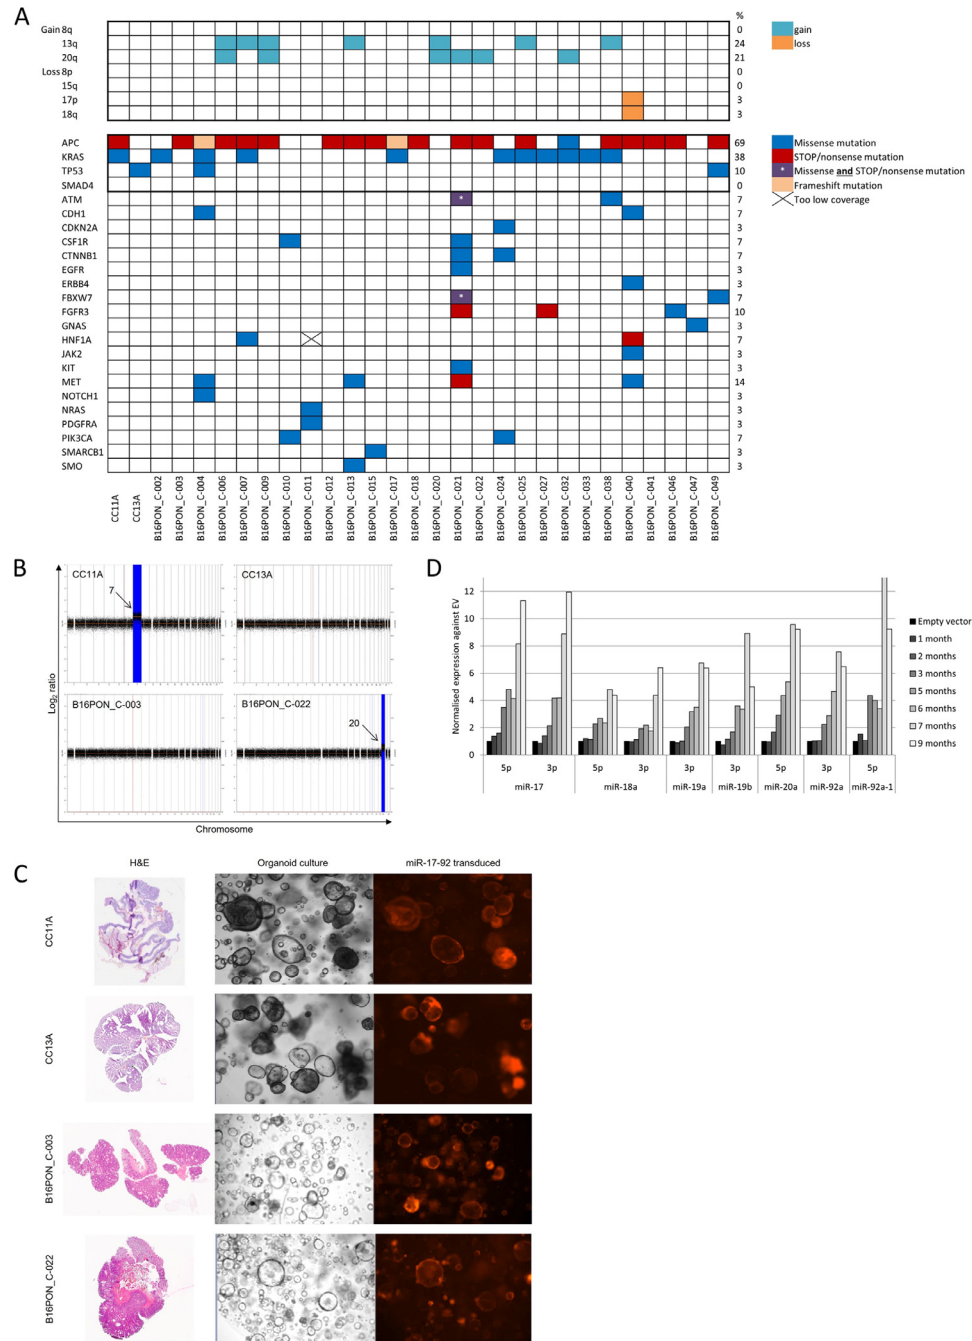 A
%
Gain 8q 0
13q 24
20q 21
Loss 8p 0
15q 0
17p 3
18q 3
gain
loss
APC 69
KRAS 38
TP53 10
SMAD4 0
ATM * 7
CDH1 7
CDKN2A 3
CSF1R 7
CTNNB1 7
EGFR 3
ERBB4 3
FBXW7 * 7
FGFR3 10
GNAS 3
HNF1A 7
JAK2 3
KIT 3
MET 14
NOTCH1 3
NRAS 3
PDGFRA 3
PIK3CA 7
SMARCB1 3
SMO 3
Missense mutation
STOP/nonsense mutation
* Missense and STOP/nonsense mutation
Frameshift mutation
Too low coverage
CC11A
CC13A
B16PON_C-002
B16PON_C-003
B16PON_C-004
B16PON_C-006
B16PON_C-007
B16PON_C-009
B16PON_C-010
B16PON_C-011
B16PON_C-012
B16PON_C-013
B16PON_C-015
B16PON_C-017
B16PON_C-018
B16PON_C-020
B16PON_C-021
B16PON_C-022
B16PON_C-024
B16PON_C-025
B16PON_C-027
B16PON_C-032
B16PON_C-033
B16PON_C-038
B16PON_C-040
B16PON_C-041
B16PON_C-046
B16PON_C-047
B16PON_C-049
B
CC11A
7
CC13A
B16PON_C-003
B16PON_C-022
20
Log2 ratio
Chromosome
D
Normalised expression against EV
12
10
8
6
4
2
0
5p 3p 5p 3p 3p 3p 5p 3p 5p
miR-17 miR-18a miR-19a miR-19b miR-20a miR-92a miR-92a-1
Empty vector
1 month
2 months
3 months
5 months
6 months
7 months
9 months
C
H&E Organoid culture miR-17-92 transduced
CC11A
CC13A
B16PON_C-003
B16PON_C-022